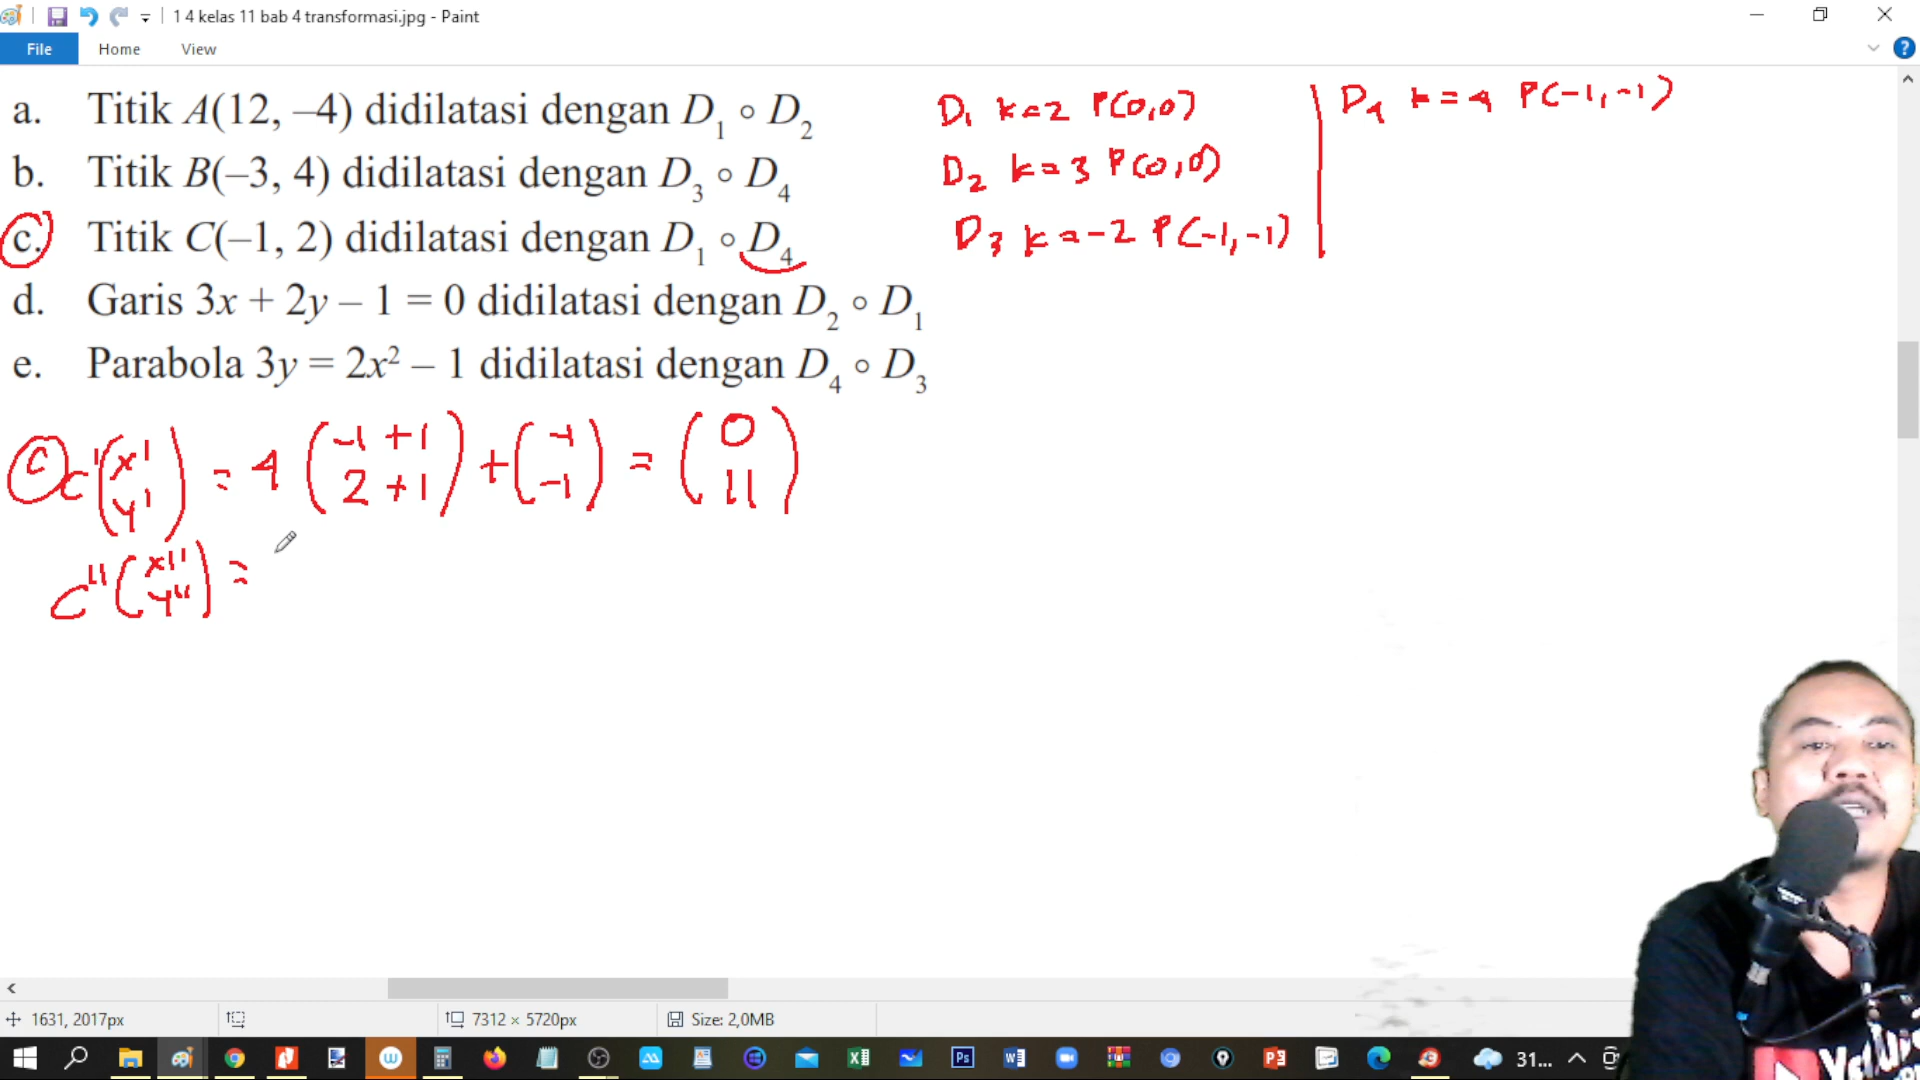 1 4 kelas 11 bab 4 transformasi.jpg - Paint
File Home View
a. Titik A(12, –4) didilatasi dengan D₁ ∘ D₂
b. Titik B(–3, 4) didilatasi dengan D₃ ∘ D₄
c. Titik C(–1, 2) didilatasi dengan D₁ ∘ D₄
d. Garis 3x + 2y – 1 = 0 didilatasi dengan D₂ ∘ D₁
e. Parabola 3y = 2x² – 1 didilatasi dengan D₄ ∘ D₃
D₁ k=2 P(0,0)
D₂ k=3 P(0,0)
D₃ k=-2 P(-1,-1)
D₄ k=4 P(-1,-1)
C C' (x' y') = 4 (-1+1 2+1) + (-1 -1) = (0 11)
C'' (x'' y'') =
1631, 2017px
7312 × 5720px
Size: 2,0MB
31...